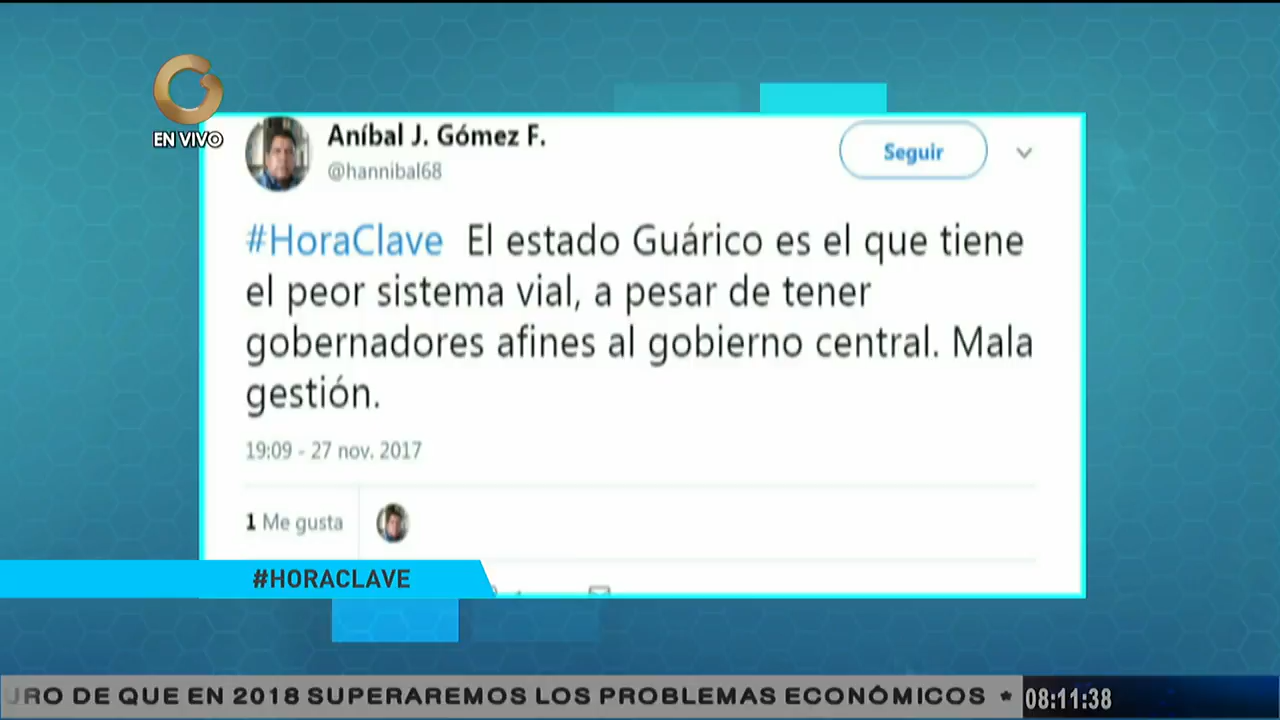 EN VIVO
Aníbal J. Gómez F.
@hannibal68
Seguir
#HoraClave El estado Guárico es el que tiene
el peor sistema vial, a pesar de tener
gobernadores afines al gobierno central. Mala
gestión.
19:09 - 27 nov. 2017
1 Me gusta
#HORACLAVE
URO DE QUE EN 2018 SUPERAREMOS LOS PROBLEMAS ECONÓMICOS *
08:11:38